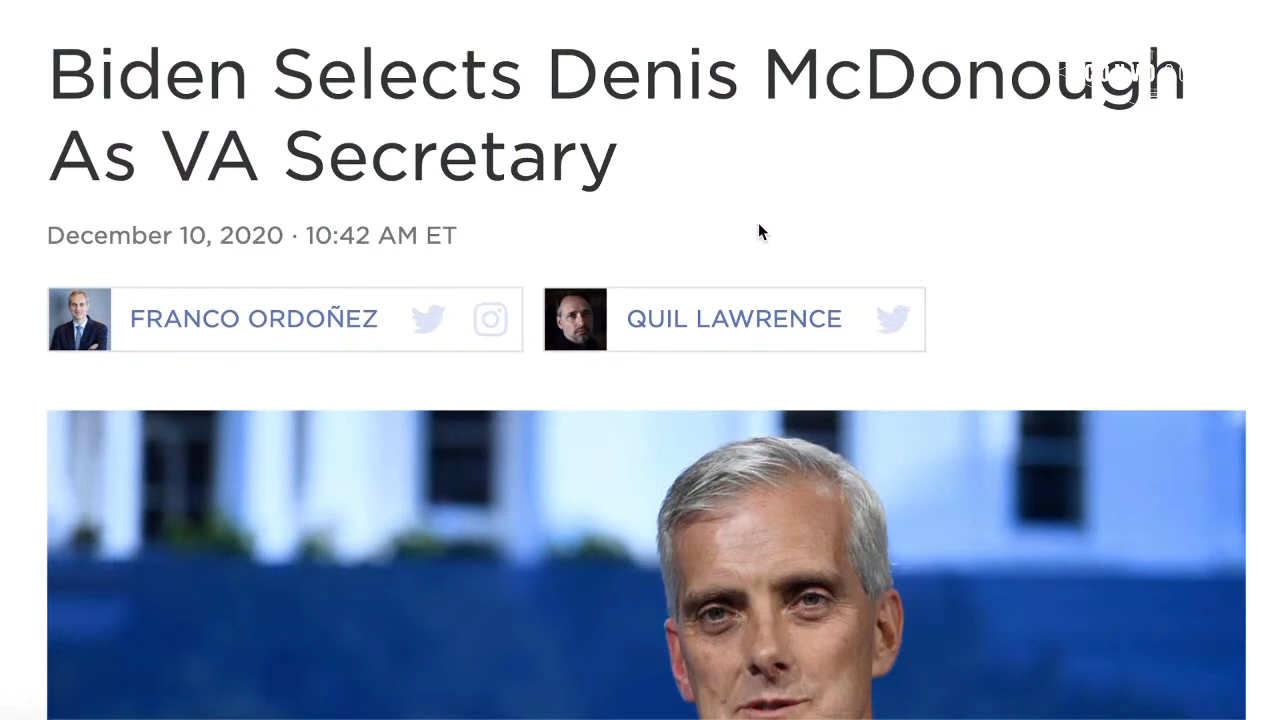 Biden Selects Denis McDonough
As VA Secretary
December 10, 2020 · 10:42 AM ET
FRANCO ORDOÑEZ
QUIL LAWRENCE